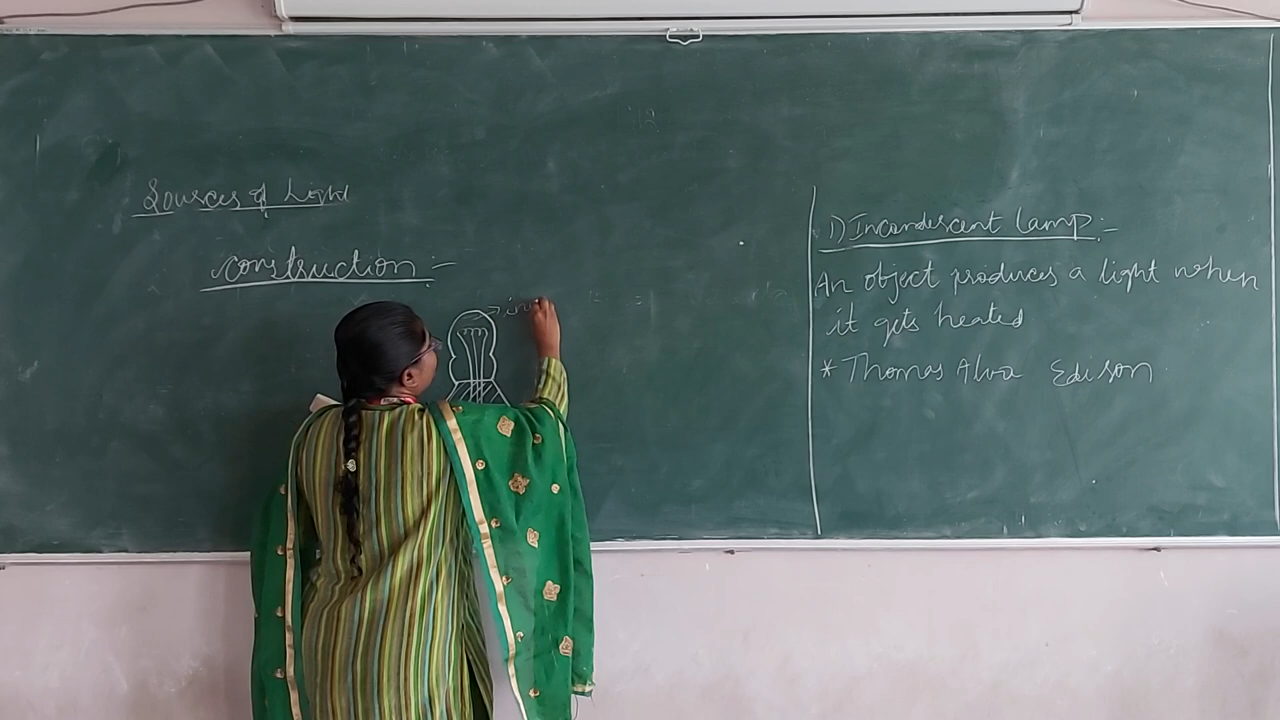 Sources of Light
construction :-
1) Incandescent lamp :-
An object produces a light when
it gets heated
* Thomas Alva Edison